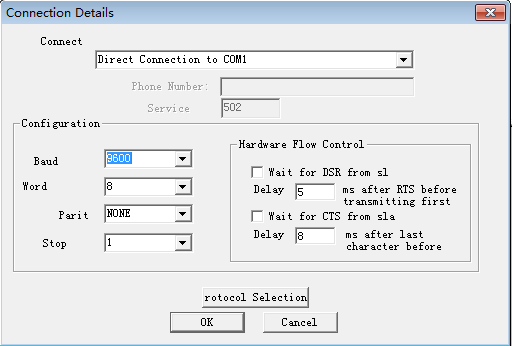 Connection Details
Connect
Direct Connection to COM1
Phone Number:
Service
502
Configuration
Baud
9600
Word
8
Parit
NONE
Stop
1
Hardware Flow Control
Wait for DSR from sl
Delay 5 ms after RTS before
transmitting first
Wait for CTS from sla
Delay 8 ms after last
character before
rotocol Selection
OK
Cancel